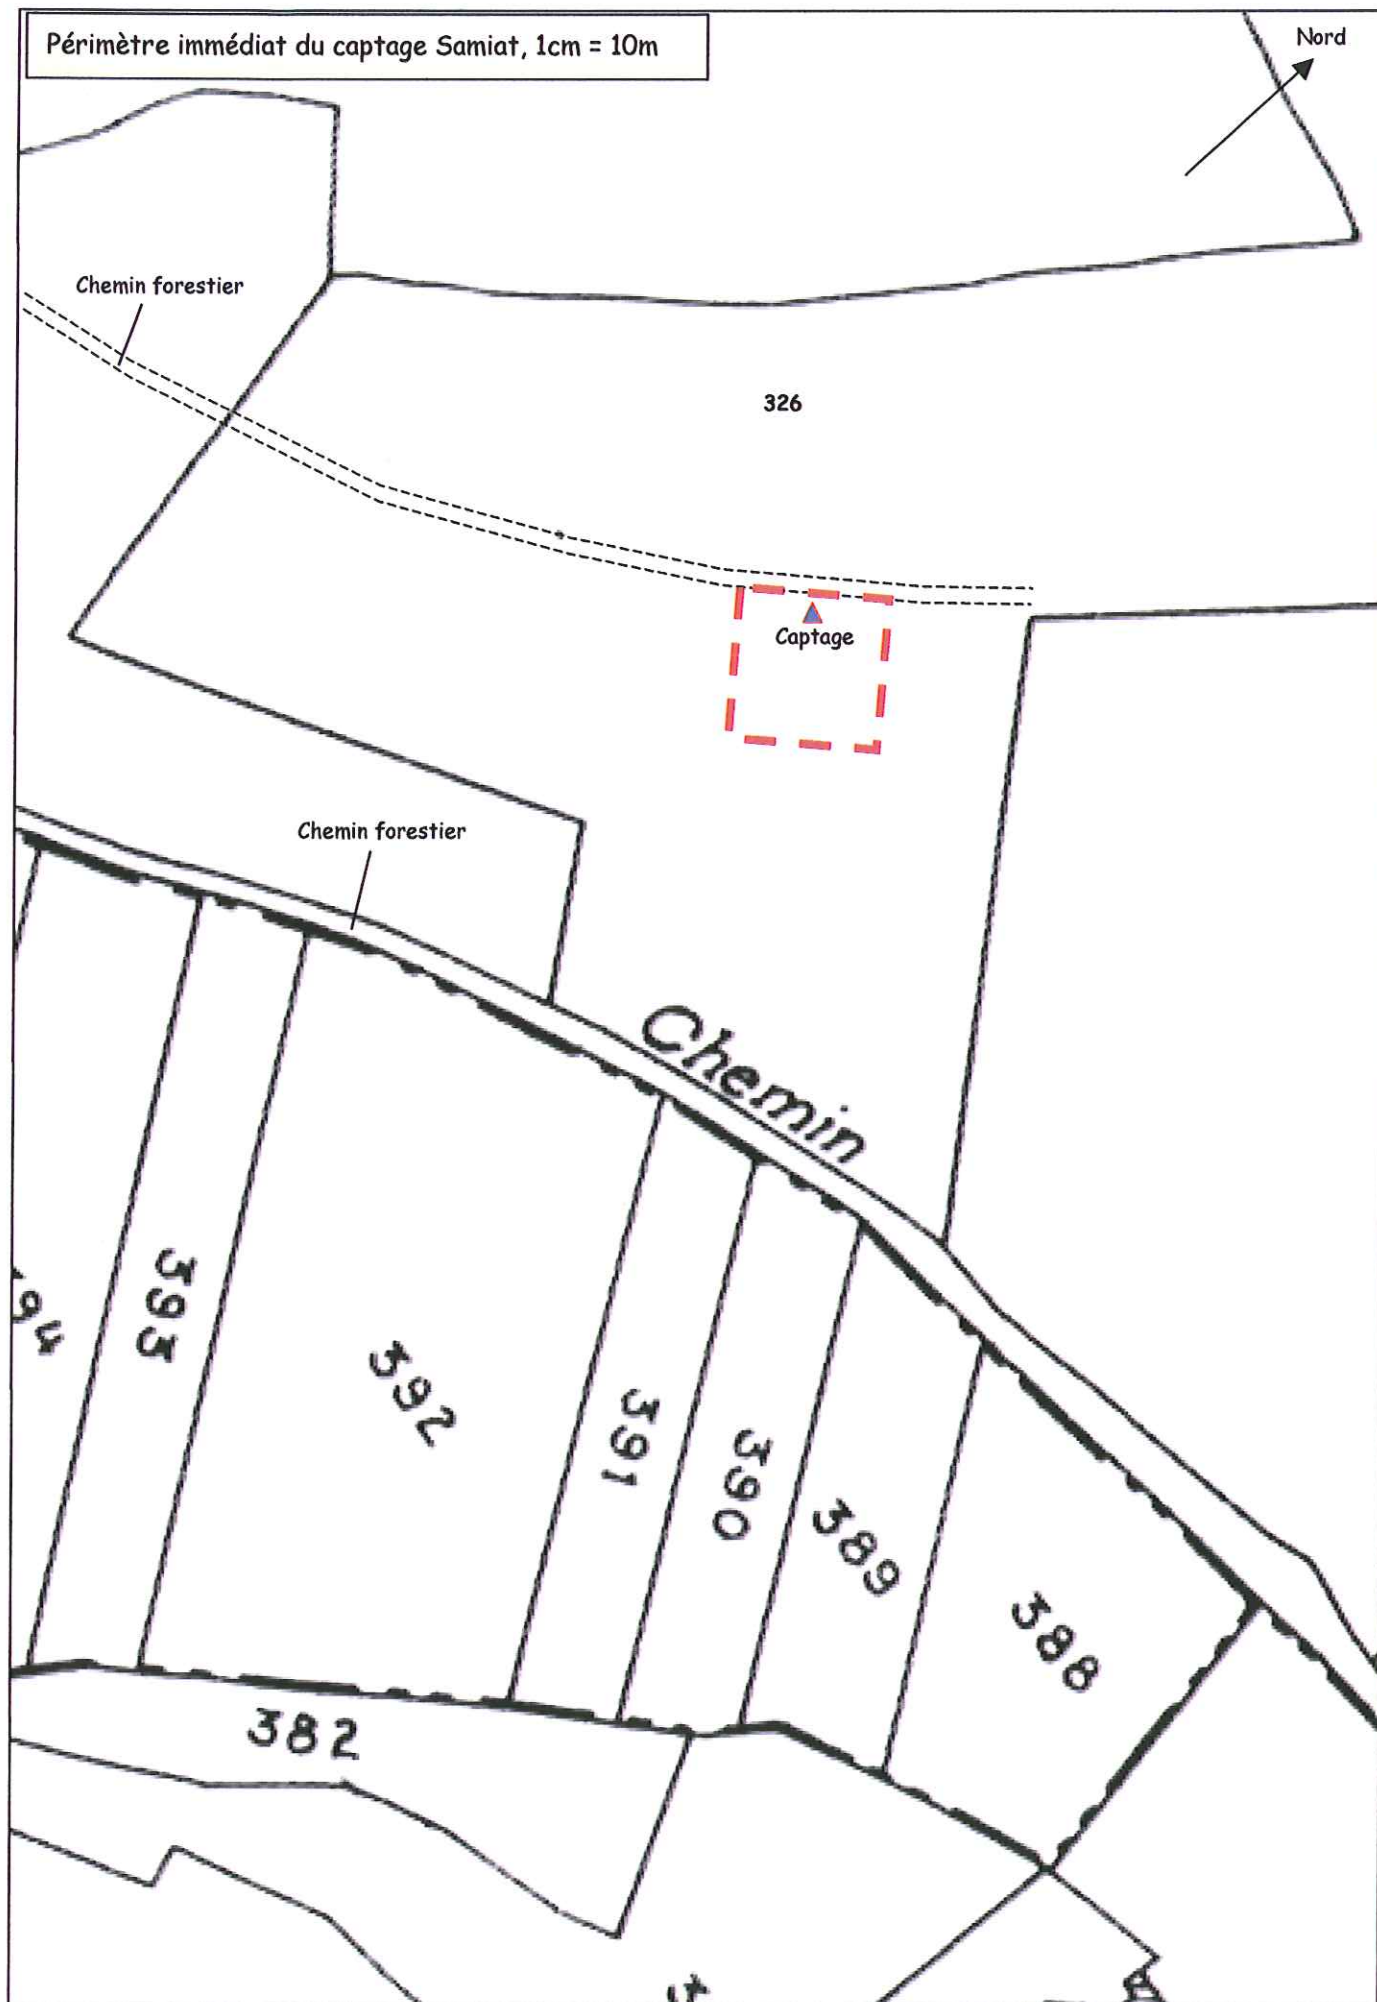 Périmètre immédiat du captage Samiat, 1cm = 10m
Nord
Chemin forestier
326
Captage
Chemin forestier
Chemin
393
94
392
391
390
389
388
382